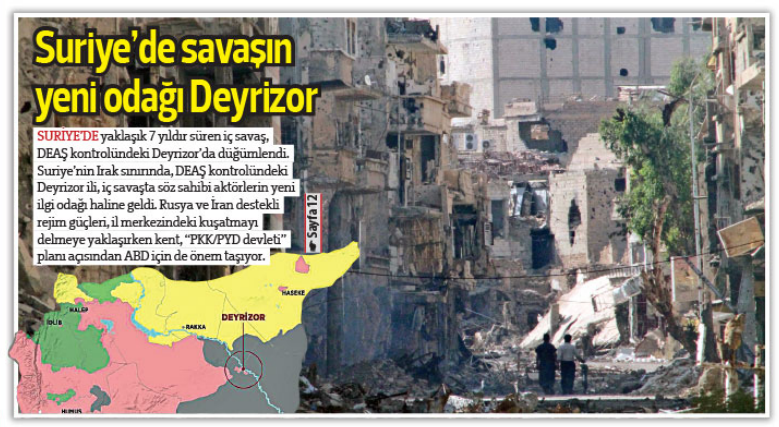 Suriye’de savaşın
yeni odağı Deyrizor
SURİYE’DE yaklaşık 7 yıldır süren iç savaş,
DEAŞ kontrolündeki Deyrizor’da düğümlendi.
Suriye’nin Irak sınırında, DEAŞ kontrolündeki
Deyrizor ili, iç savaşta söz sahibi aktörlerin yeni
ilgi odağı haline geldi. Rusya ve İran destekli
rejim güçleri, il merkezindeki kuşatmayı
delmeye yaklaşırken kent, “PKK/PYD devleti”
planı açısından ABD için de önem taşıyor.
Sayfa 12
HASEKE
HALEP
İDLİB
RAKKA
DEYRİZOR
HUMUS